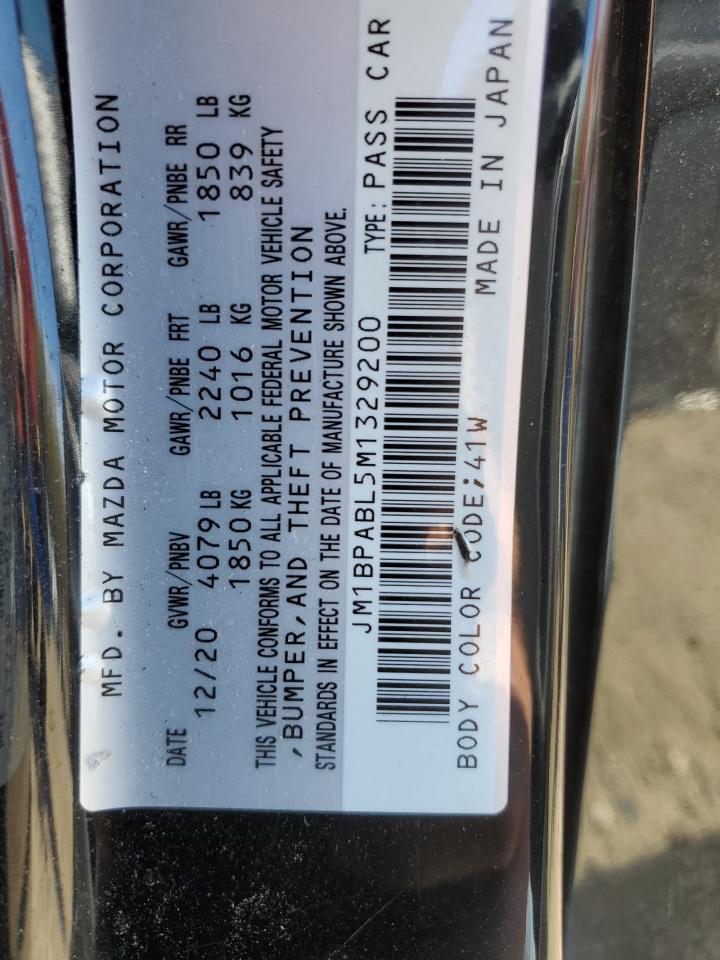 MFD. BY MAZDA MOTOR CORPORATION
DATE GVWR/PNBV GAWR/PNBE FRT GAWR/PNBE RR
12/20 4079 LB 2240 LB 1850 LB
1850 KG 1016 KG 839 KG
THIS VEHICLE CONFORMS TO ALL APPLICABLE FEDERAL MOTOR VEHICLE SAFETY
,BUMPER,AND THEFT PREVENTION
STANDARDS IN EFFECT ON THE DATE OF MANUFACTURE SHOWN ABOVE.
JM1BPABL5M1329200 TYPE: PASS CAR
BODY COLOR CODE;41W MADE IN JAPAN